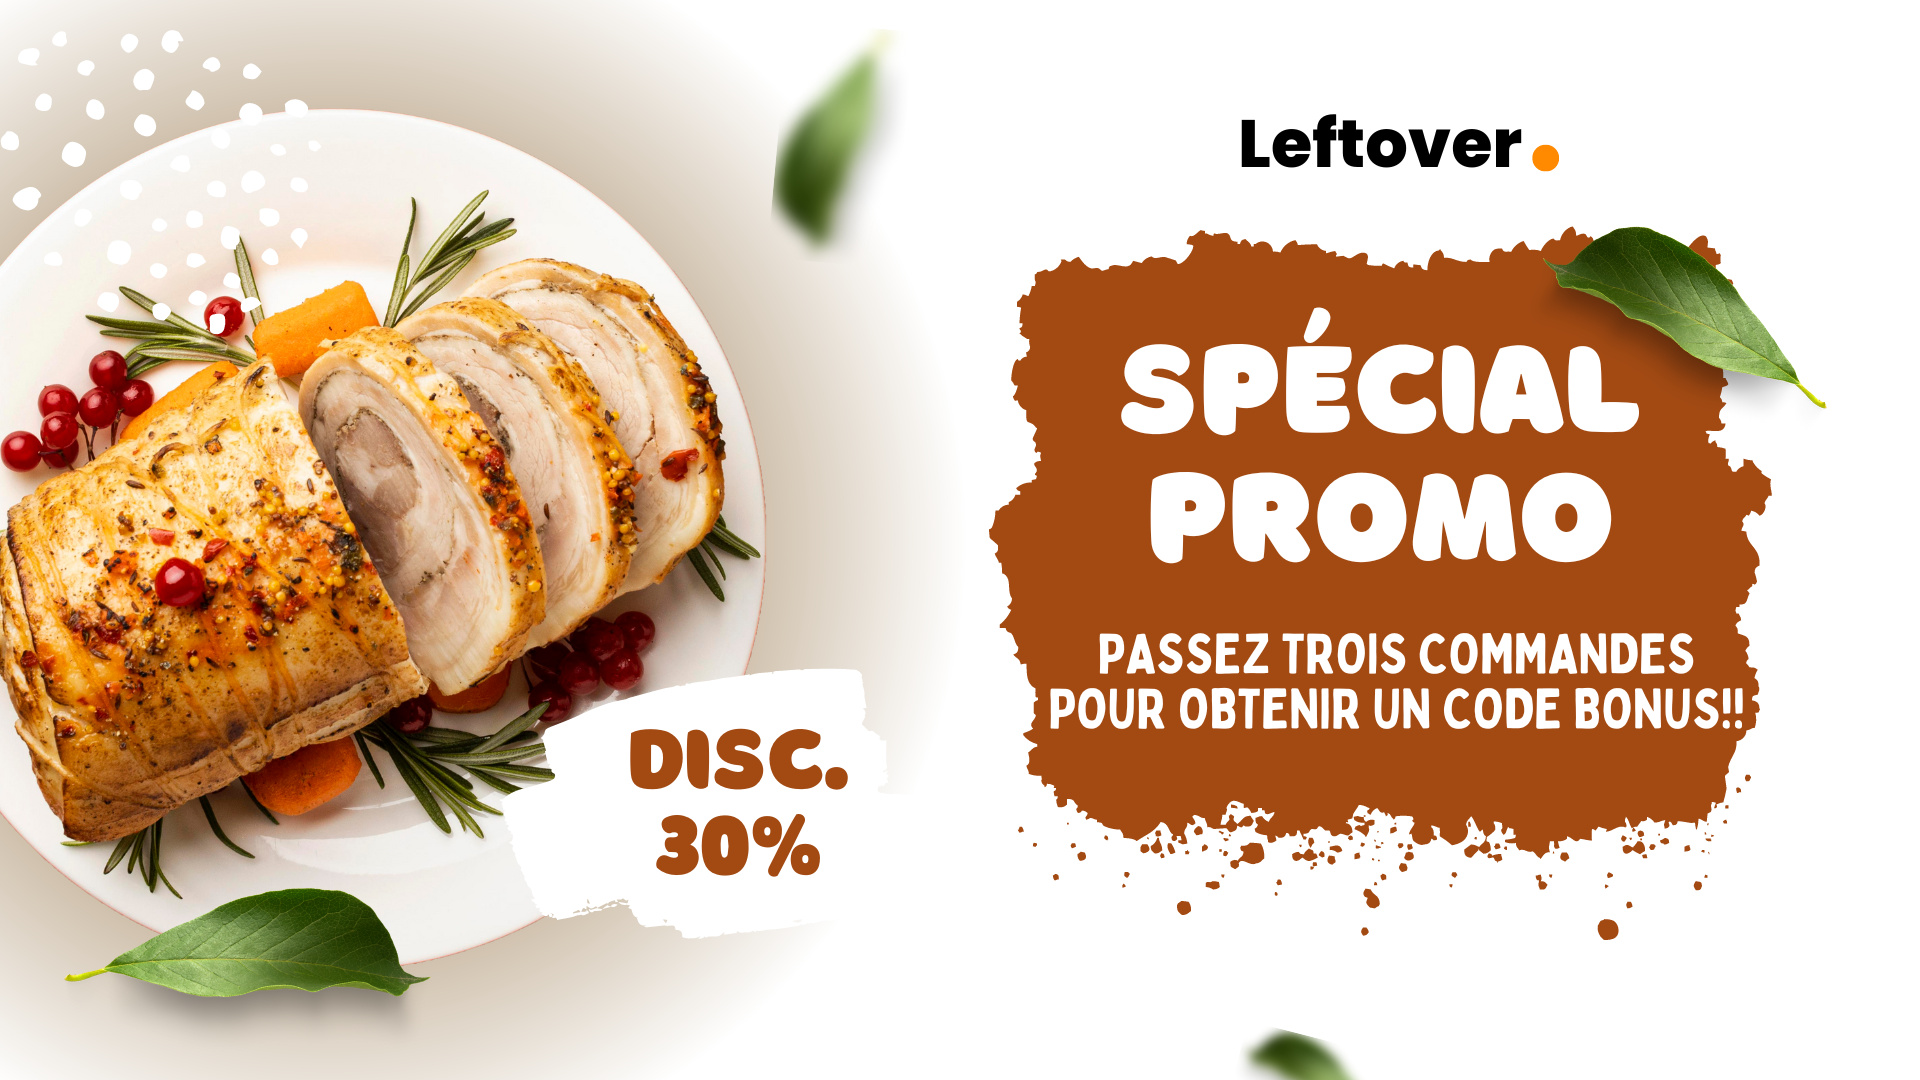 Leftover.
SPÉCIAL
PROMO
PASSEZ TROIS COMMANDES
POUR OBTENIR UN CODE BONUS!!
DISC.
30%